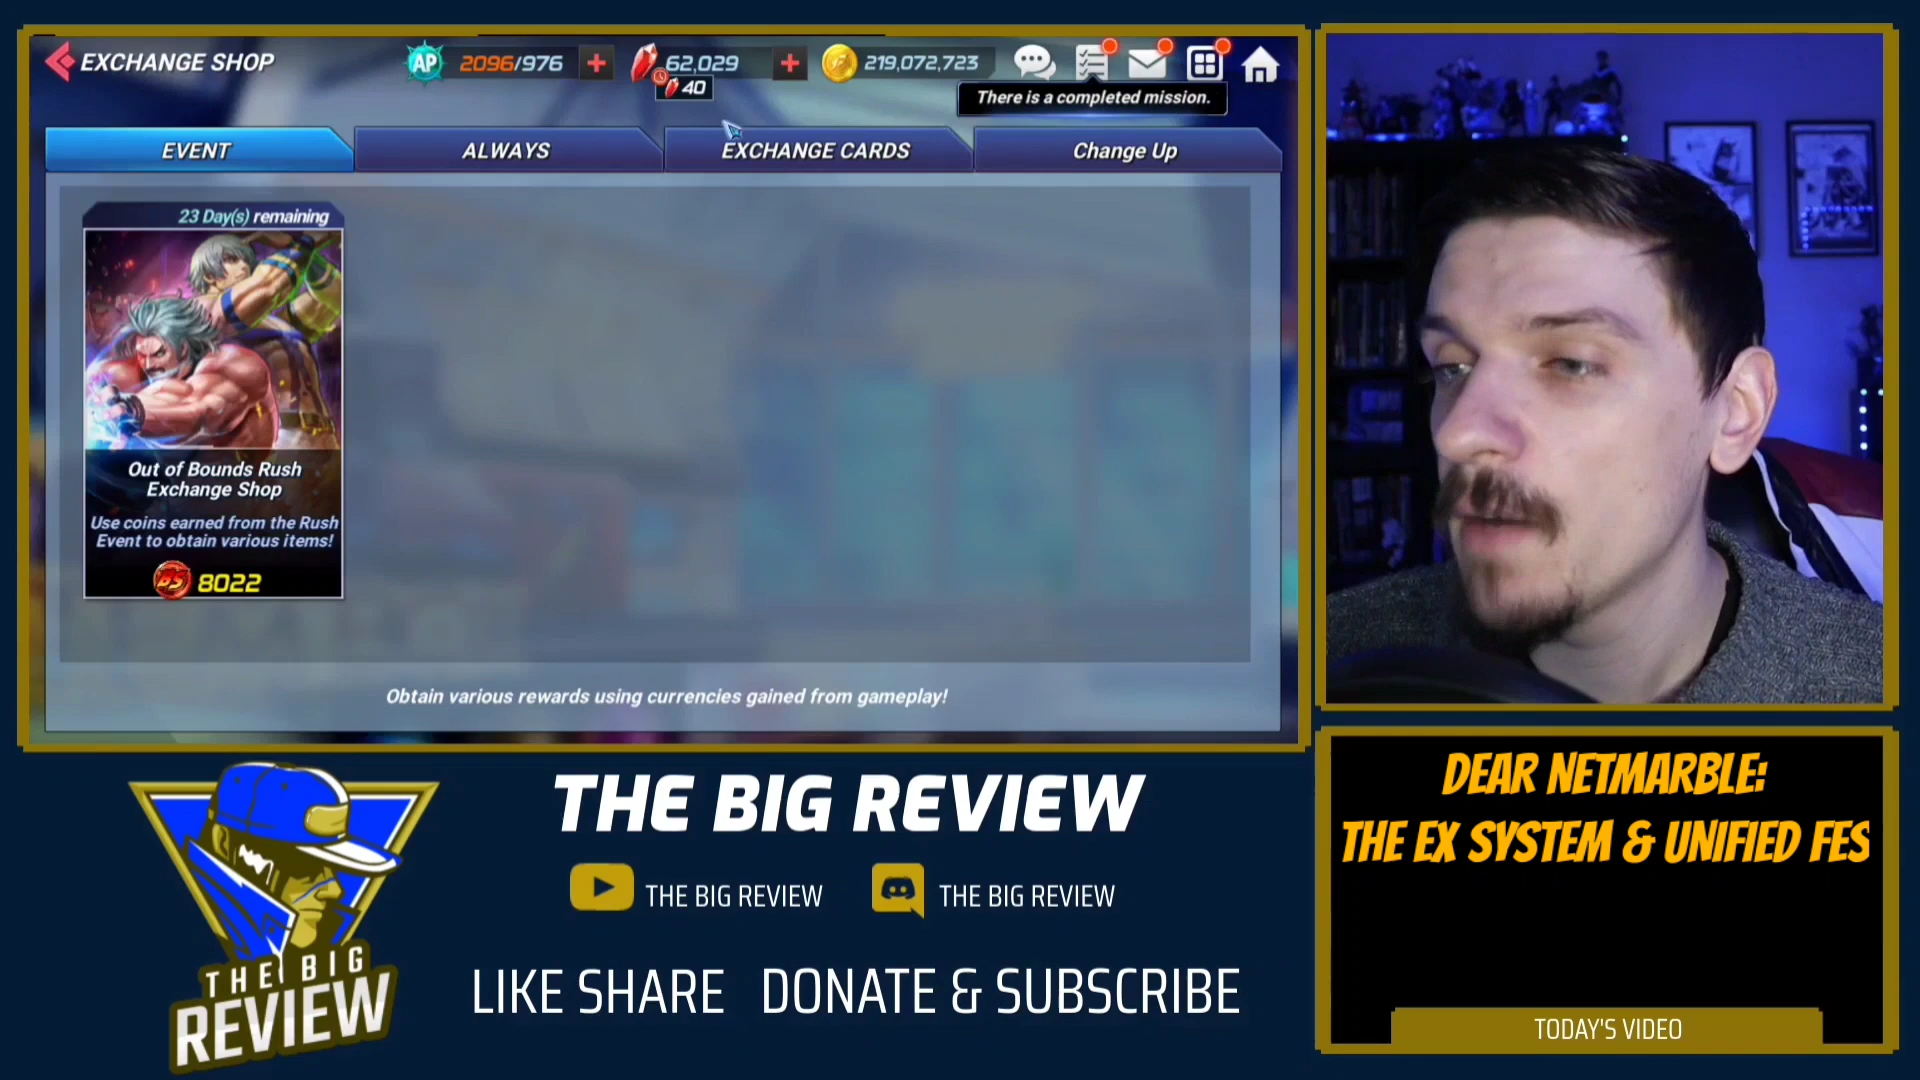 EXCHANGE SHOP
AP 2096/976
62,029
40
219,072,723
There is a completed mission.
EVENT
ALWAYS
EXCHANGE CARDS
Change Up
23 Day(s) remaining
Out of Bounds Rush
Exchange Shop
Use coins earned from the Rush
Event to obtain various items!
8022
Obtain various rewards using currencies gained from gameplay!
THE BIG
REVIEW
THE BIG REVIEW
THE BIG REVIEW
THE BIG REVIEW
LIKE SHARE DONATE & SUBSCRIBE
DEAR NETMARBLE:
THE EX SYSTEM & UNIFIED FES
TODAY'S VIDEO